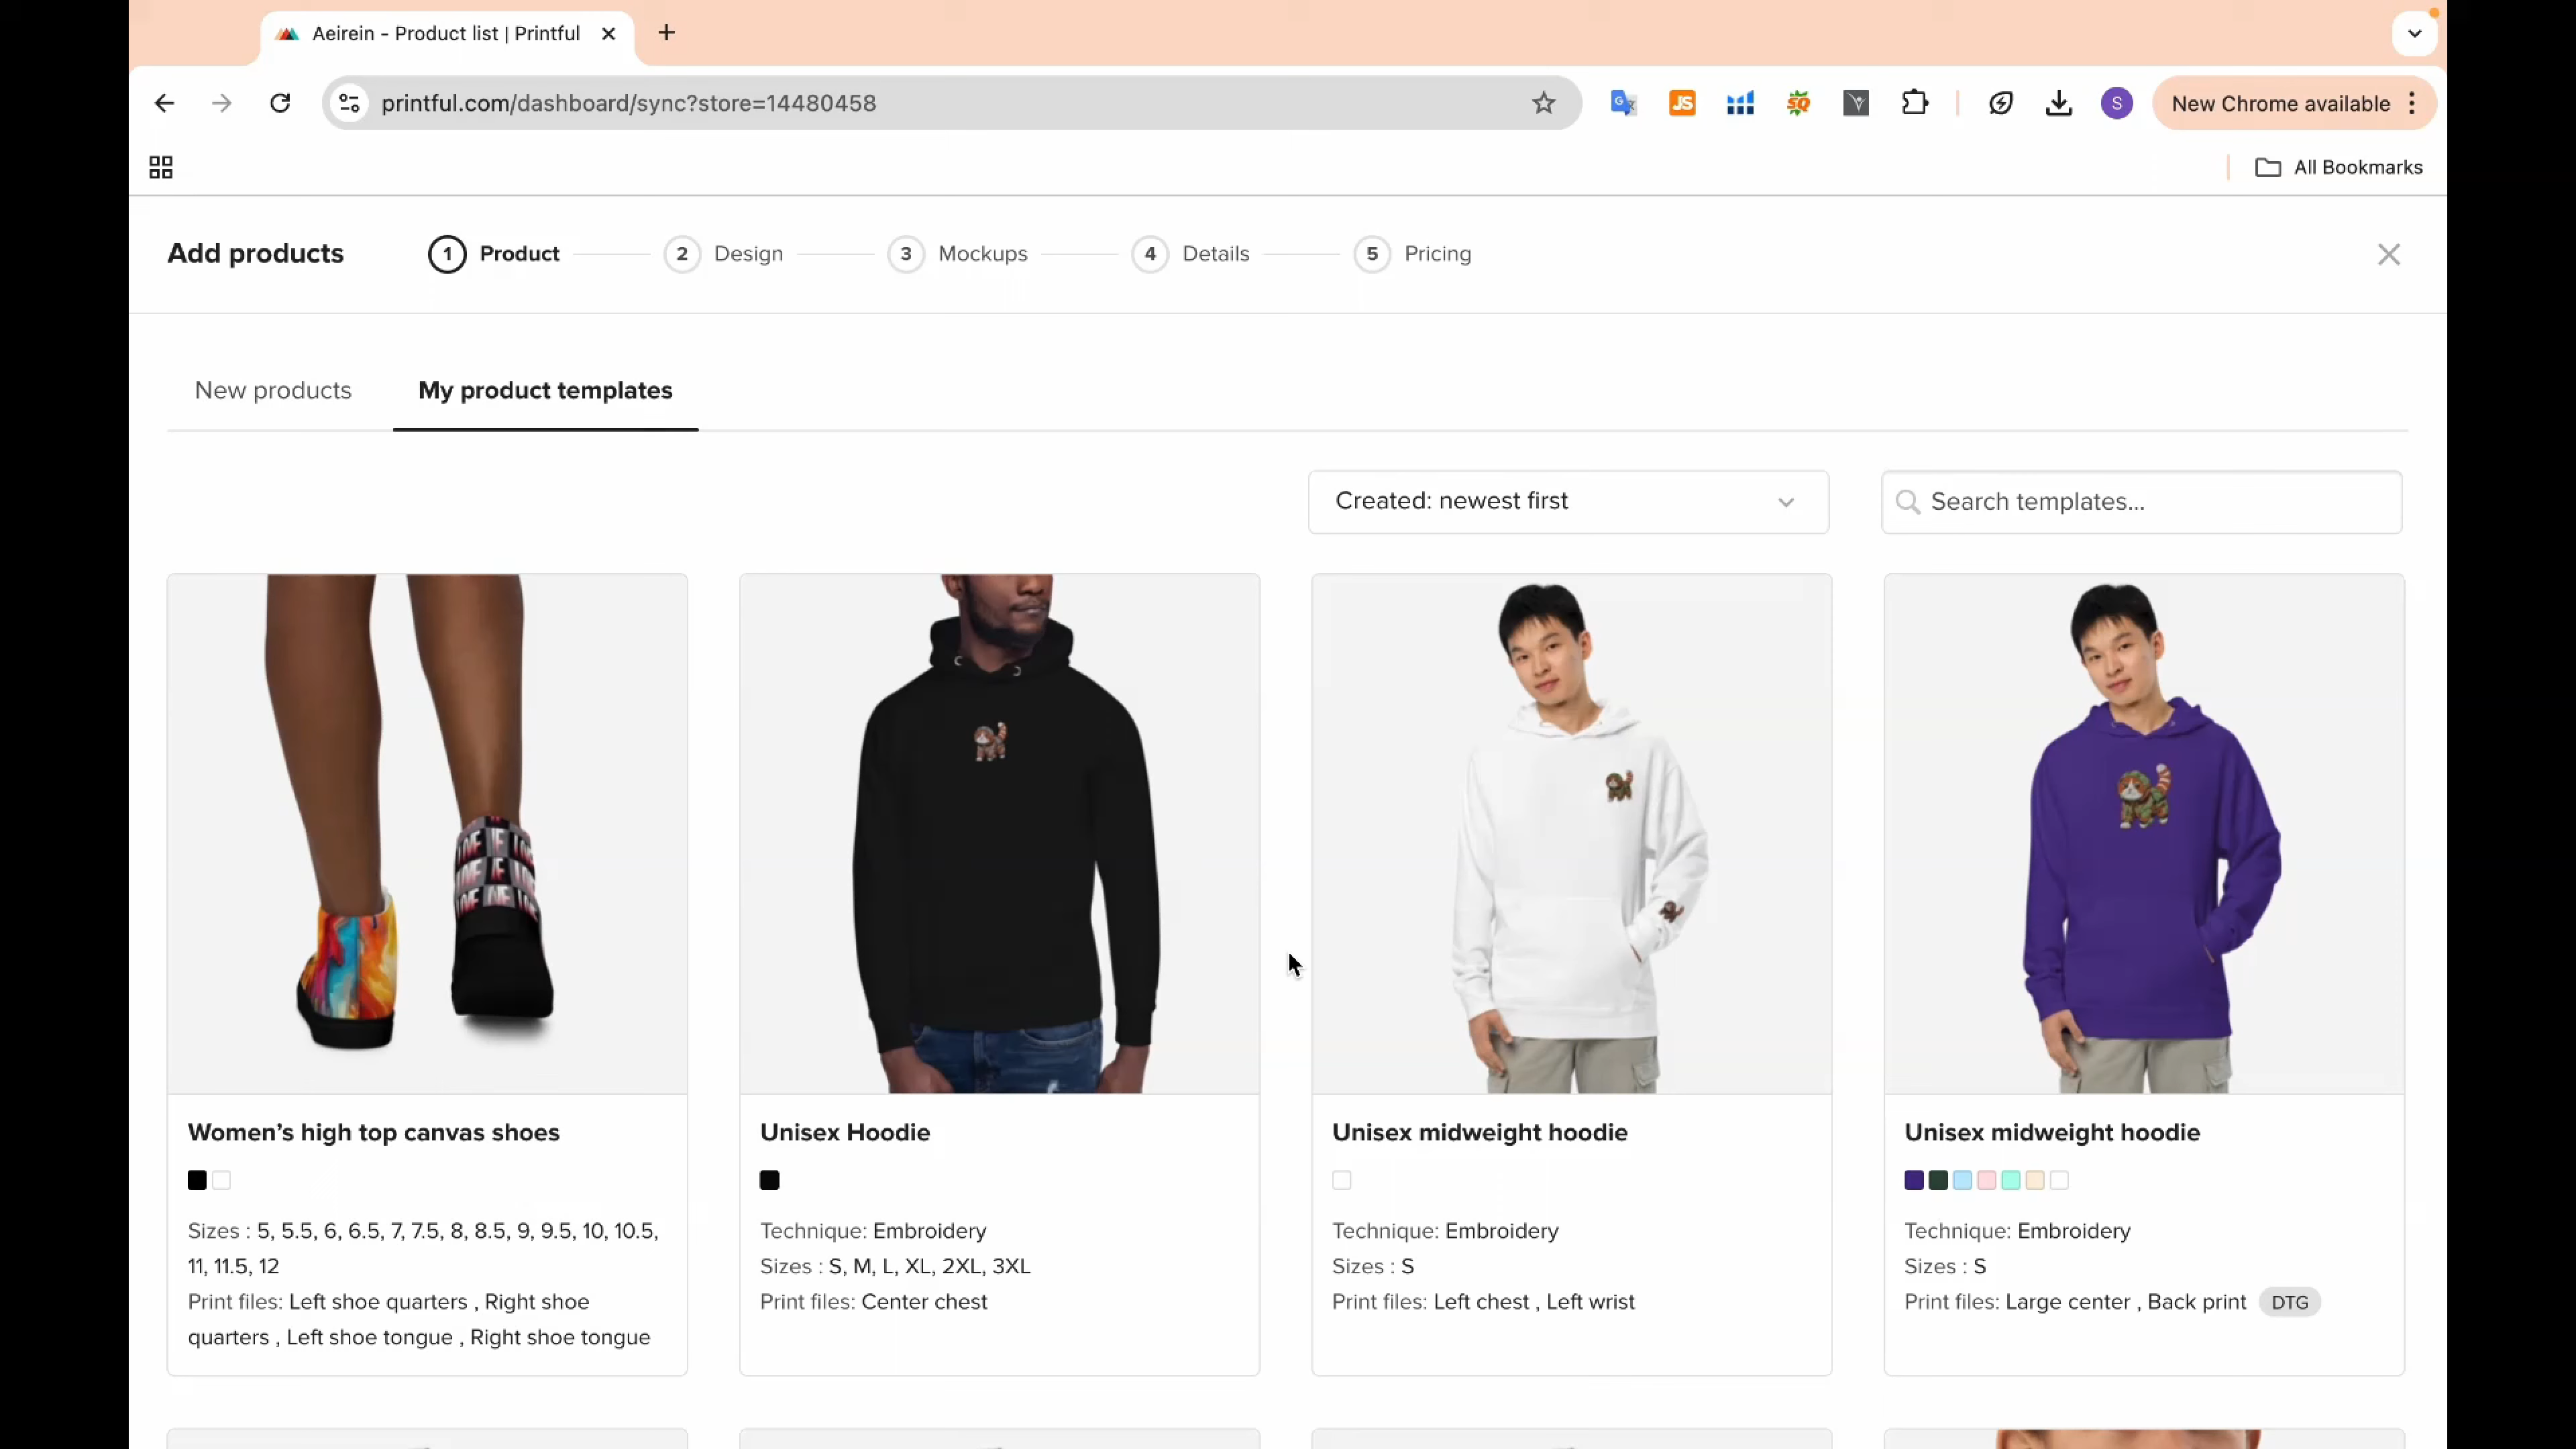 Aeirein - Product list | Printful
printful.com/dashboard/sync?store=14480458
JS
SQ
S
New Chrome available
All Bookmarks
Add products
1 Product
2 Design
3 Mockups
4 Details
5 Pricing
New products
My product templates
Created: newest first
Search templates...
Women's high top canvas shoes
Sizes : 5, 5.5, 6, 6.5, 7, 7.5, 8, 8.5, 9, 9.5, 10, 10.5,
11, 11.5, 12
Print files: Left shoe quarters , Right shoe
quarters , Left shoe tongue , Right shoe tongue
Unisex Hoodie
Technique: Embroidery
Sizes : S, M, L, XL, 2XL, 3XL
Print files: Center chest
Unisex midweight hoodie
Technique: Embroidery
Sizes : S
Print files: Left chest , Left wrist
Unisex midweight hoodie
Technique: Embroidery
Sizes : S
Print files: Large center , Back print DTG